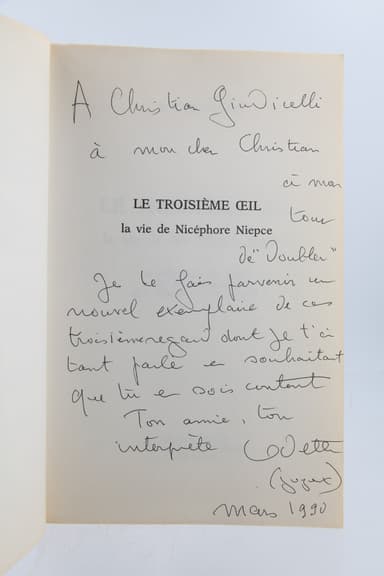 A Christian Giudicelli
à mon cher Christian
à mon
LE TROISIÈME ŒIL
tour
la vie de Nicéphore Niepce
de "Doubler"
Je te fais parvenir un
nouvel exemplaire de ces
troisième regard dont je t'ai
tant parlé en souhaitant
que tu en sois content
Ton amie, ton
interprète Odette
mars 1990